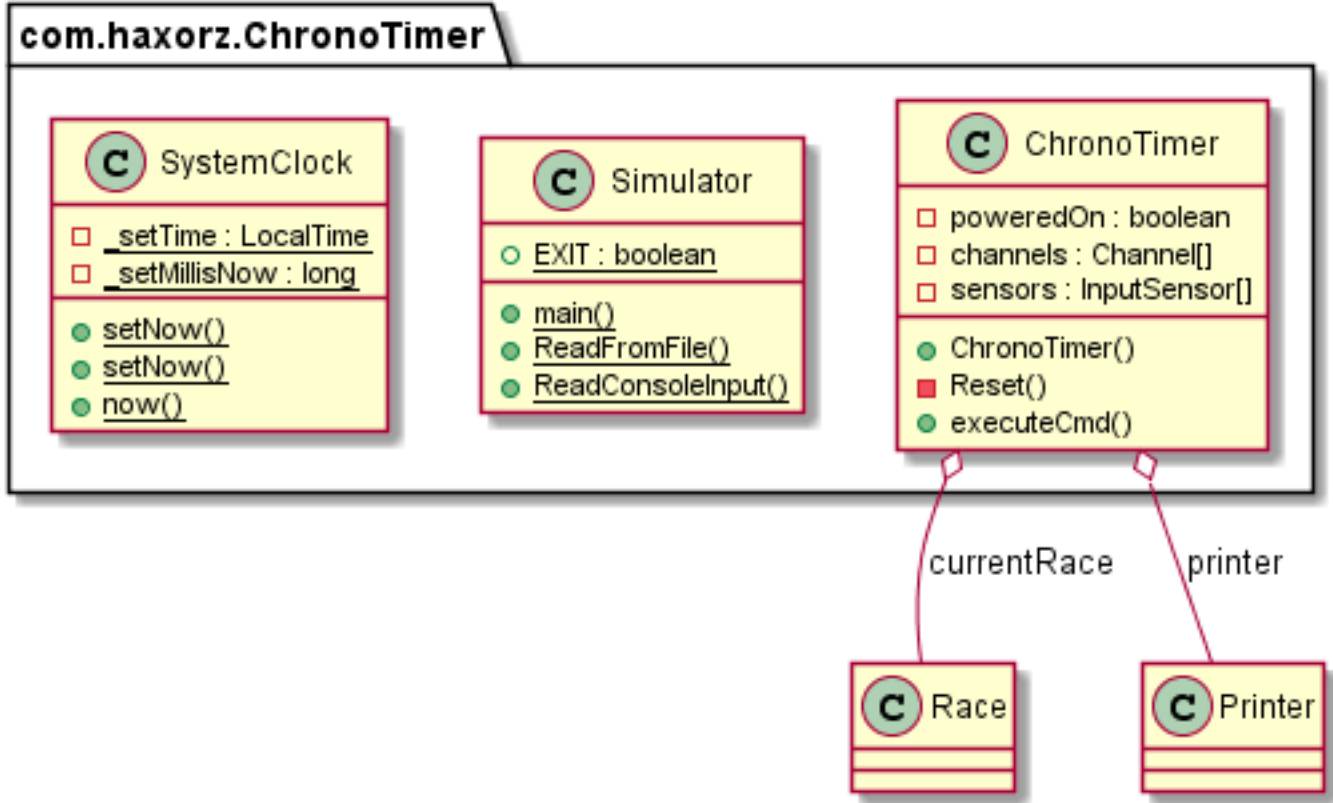 com.haxorz.ChronoTimer
C SystemClock
_setTime : LocalTime
_setMillisNow : long
setNow()
setNow()
now()
C Simulator
EXIT : boolean
main()
ReadFromFile()
ReadConsoleInput()
C ChronoTimer
poweredOn : boolean
channels : Channel[]
sensors : InputSensor[]
ChronoTimer()
Reset()
executeCmd()
currentRace
printer
C Race
C Printer